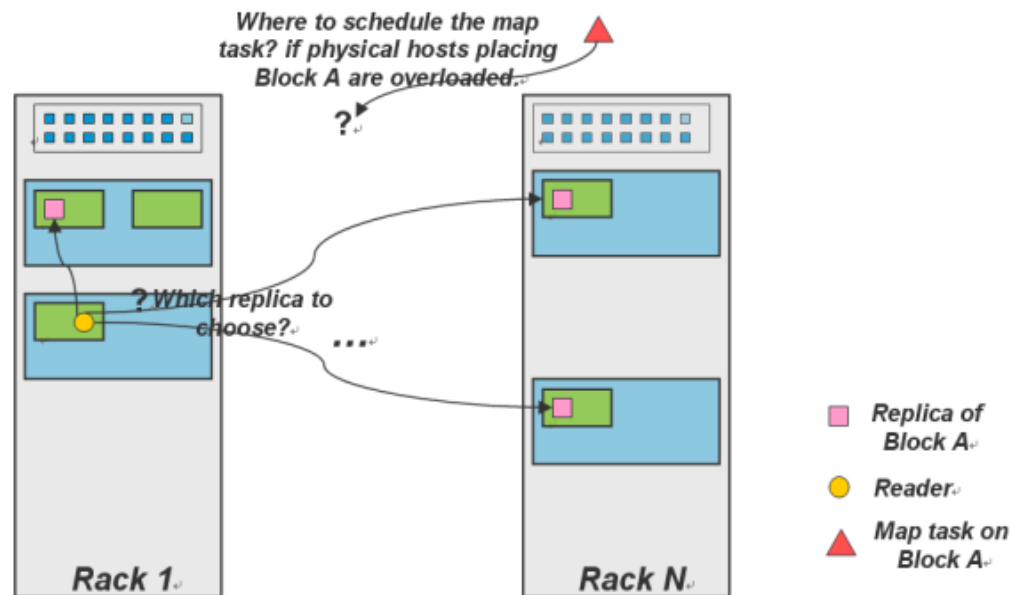 Where to schedule the map
task? if physical hosts placing
Block A are overloaded.
?
? Which replica to
choose?
...
Replica of
Block A
Reader
Map task on
Block A
Rack 1
Rack N